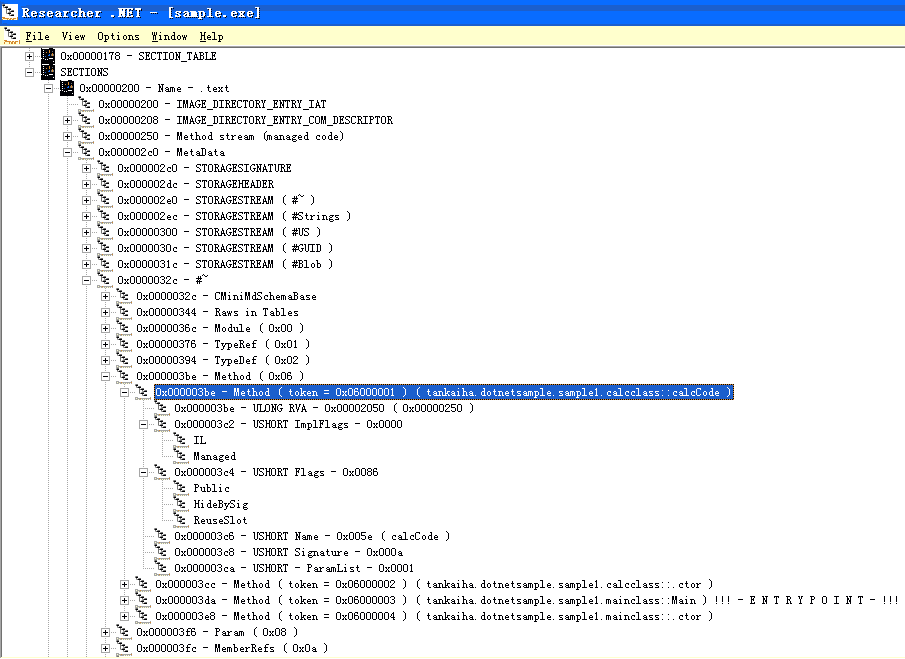 Researcher .NET - [sample.exe]
File View Options Window Help
0x00000178 - SECTION_TABLE
SECTIONS
0x00000200 - Name - .text
0x00000200 - IMAGE_DIRECTORY_ENTRY_IAT
0x00000208 - IMAGE_DIRECTORY_ENTRY_COM_DESCRIPTOR
0x00000250 - Method stream (managed code)
0x000002c0 - MetaData
0x000002c0 - STORAGESIGNATURE
0x000002dc - STORAGEHEADER
0x000002e0 - STORAGESTREAM ( #~ )
0x000002ec - STORAGESTREAM ( #Strings )
0x00000300 - STORAGESTREAM ( #US )
0x0000030c - STORAGESTREAM ( #GUID )
0x0000031c - STORAGESTREAM ( #Blob )
0x0000032c - #~
0x0000032c - CMiniMdSchemaBase
0x00000344 - Raws in Tables
0x0000036c - Module ( 0x00 )
0x00000376 - TypeRef ( 0x01 )
0x00000394 - TypeDef ( 0x02 )
0x000003be - Method ( 0x06 )
0x000003be - Method ( token = 0x06000001 ) ( tankaiha.dotnetsample.sample1.calcclass::calcCode )
0x000003be - ULONG RVA - 0x00002050 ( 0x00000250 )
0x000003c2 - USHORT ImplFlags - 0x0000
IL
Managed
0x000003c4 - USHORT Flags - 0x0086
Public
HideBySig
ReuseSlot
0x000003c6 - USHORT Name - 0x005e ( calcCode )
0x000003c8 - USHORT Signature - 0x000a
0x000003ca - USHORT - ParamList - 0x0001
0x000003cc - Method ( token = 0x06000002 ) ( tankaiha.dotnetsample.sample1.calcclass::.ctor )
0x000003da - Method ( token = 0x06000003 ) ( tankaiha.dotnetsample.sample1.mainclass::Main ) !!! - E N T R Y P O I N T - !!!
0x000003e8 - Method ( token = 0x06000004 ) ( tankaiha.dotnetsample.sample1.mainclass::.ctor )
0x000003f6 - Param ( 0x08 )
0x000003fc - MemberRefs ( 0x0a )